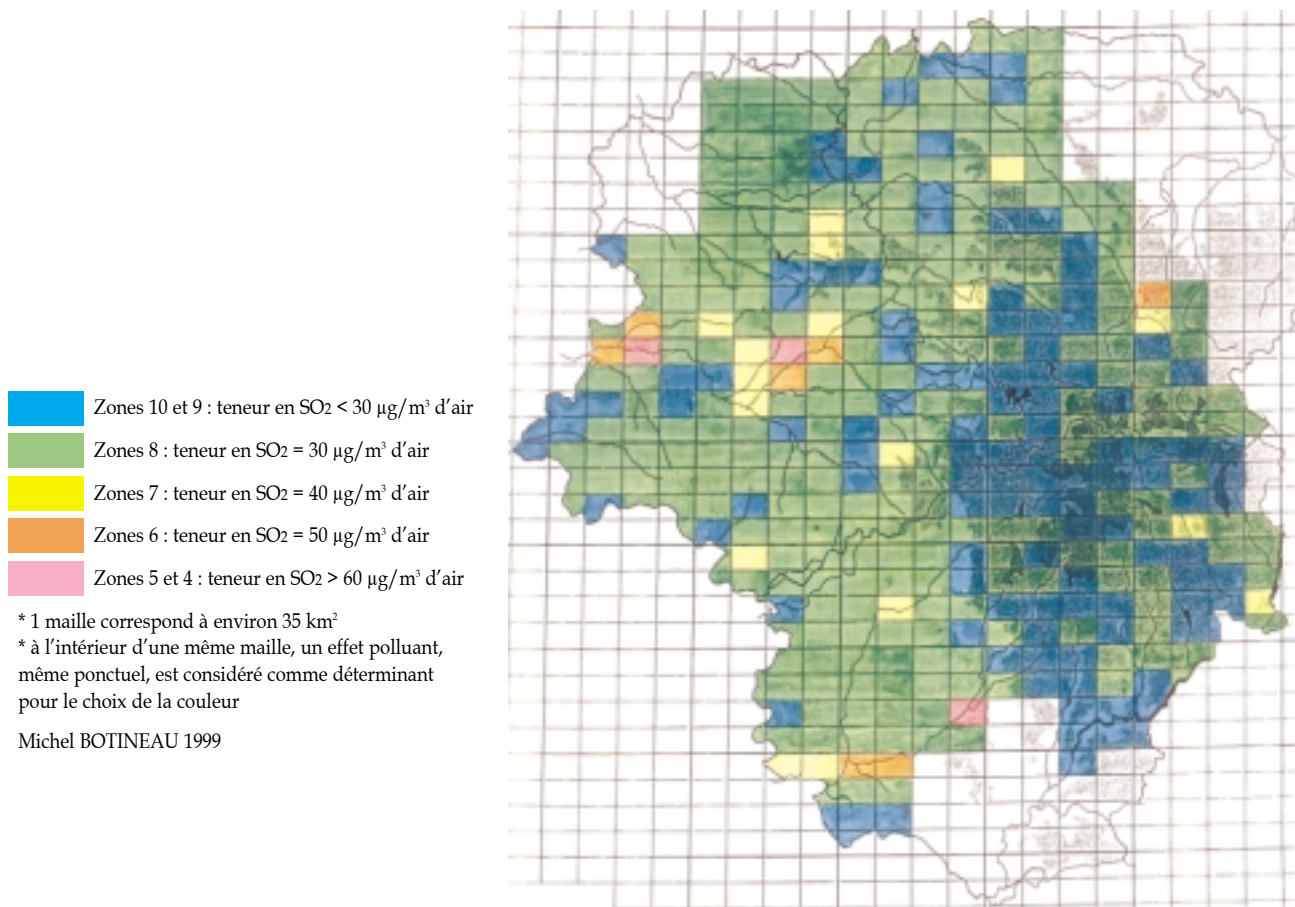 Zones 10 et 9 : teneur en SO2 < 30 µg/m³ d’air
Zones 8 : teneur en SO2 = 30 µg/m³ d’air
Zones 7 : teneur en SO2 = 40 µg/m³ d’air
Zones 6 : teneur en SO2 = 50 µg/m³ d’air
Zones 5 et 4 : teneur en SO2 > 60 µg/m³ d’air
* 1 maille correspond à environ 35 km²
* à l’intérieur d’une même maille, un effet polluant,
même ponctuel, est considéré comme déterminant
pour le choix de la couleur
Michel BOTINEAU 1999